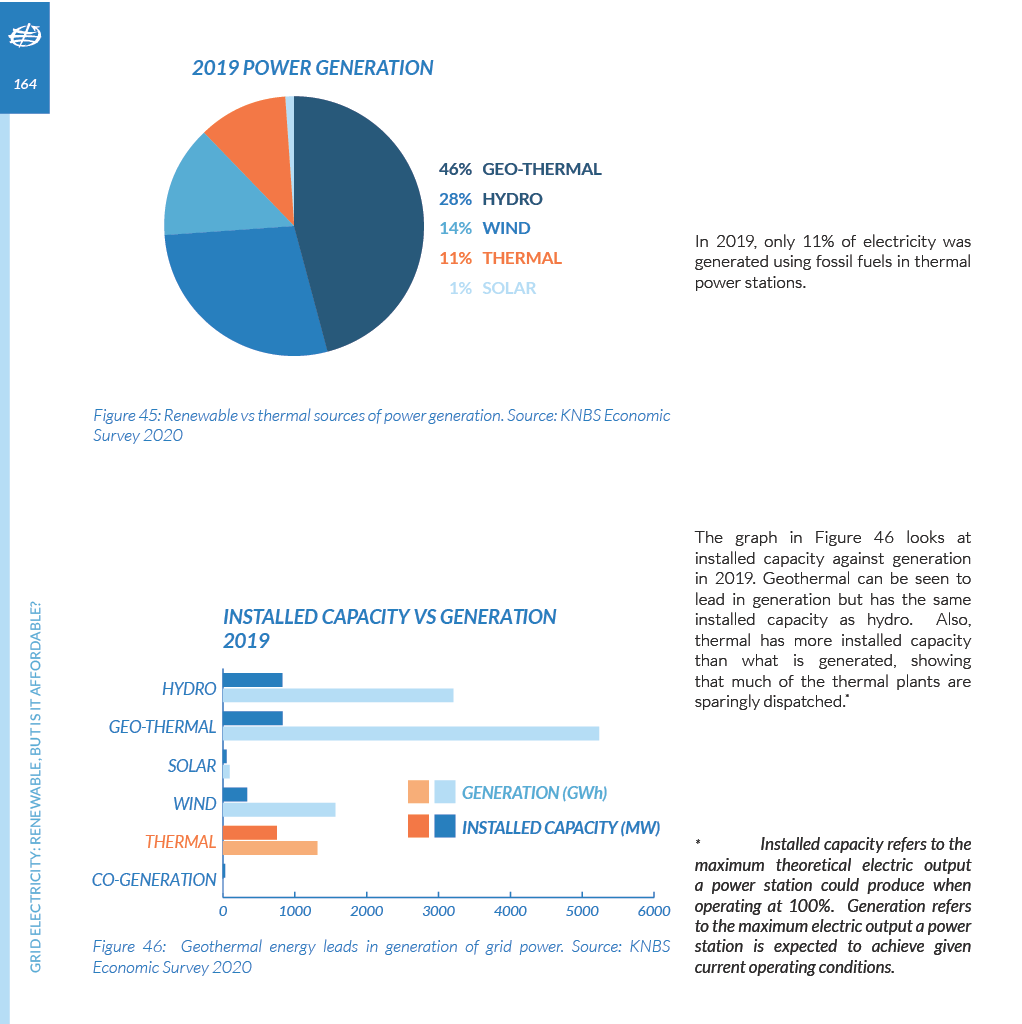 164
2019 POWER GENERATION
46% GEO-THERMAL
28% HYDRO
14% WIND
11% THERMAL
1% SOLAR
In 2019, only 11% of electricity was
generated using fossil fuels in thermal
power stations.
Figure 45: Renewable vs thermal sources of power generation. Source: KNBS Economic
Survey 2020
The graph in Figure 46 looks at
installed capacity against generation
in 2019. Geothermal can be seen to
lead in generation but has the same
installed capacity as hydro. Also,
thermal has more installed capacity
than what is generated, showing
that much of the thermal plants are
sparingly dispatched.*
INSTALLED CAPACITY VS GENERATION
2019
HYDRO
GEO-THERMAL
SOLAR
WIND
THERMAL
CO-GENERATION
GENERATION (GWh)
INSTALLED CAPACITY (MW)
0 1000 2000 3000 4000 5000 6000
Figure 46: Geothermal energy leads in generation of grid power. Source: KNBS
Economic Survey 2020
* Installed capacity refers to the
maximum theoretical electric output
a power station could produce when
operating at 100%. Generation refers
to the maximum electric output a power
station is expected to achieve given
current operating conditions.
GRID ELECTRICITY: RENEWABLE, BUT IS IT AFFORDABLE?